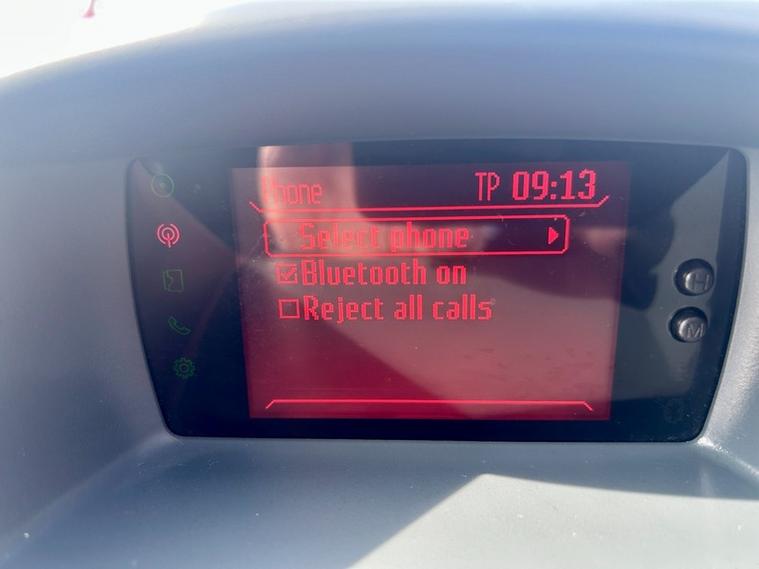 Phone TP 09:13
Select phone
Bluetooth on
Reject all calls
H
M